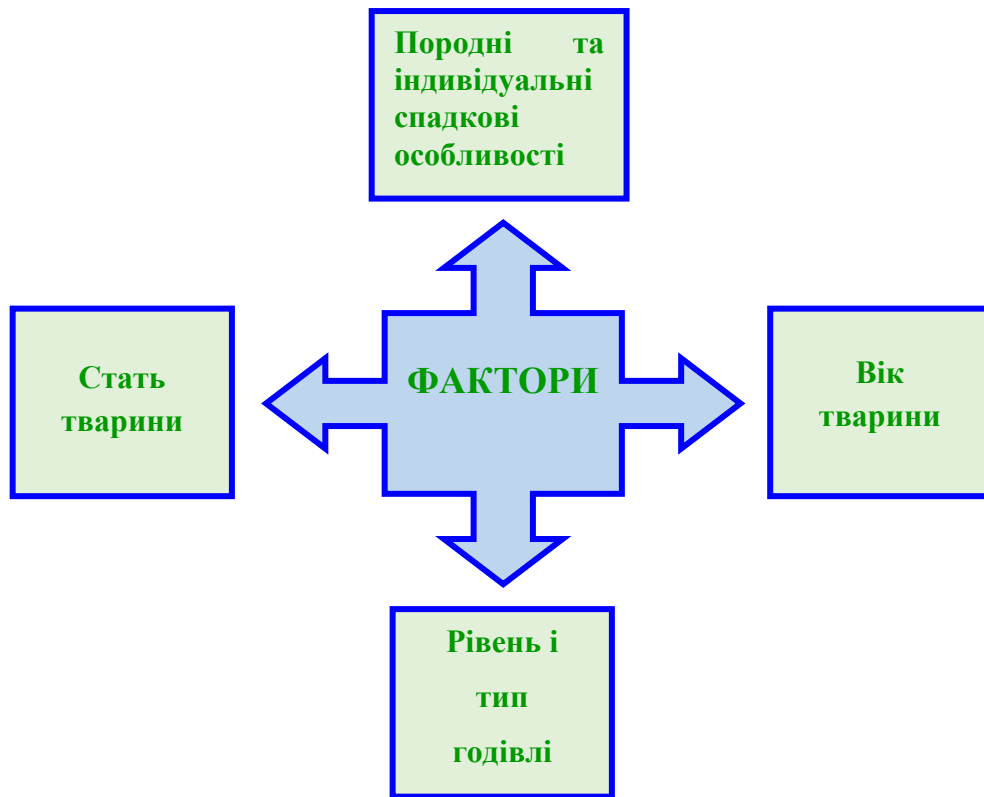 Породні та
індивідуальні
спадкові
особливості
Стать
тварини
ФАКТОРИ
Вік
тварини
Рівень і
тип
годівлі